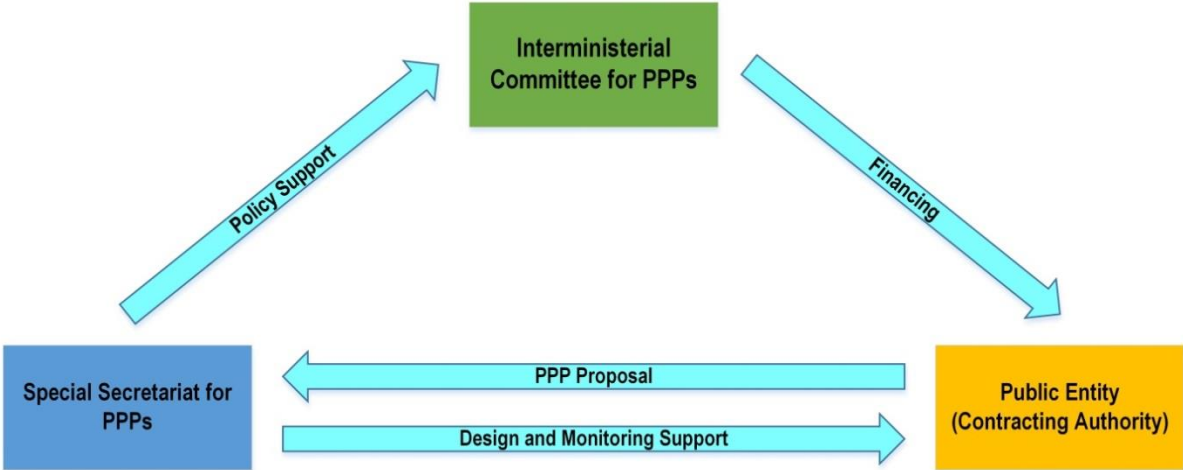 Interministerial
Committee for PPPs
Policy Support
Financing
Special Secretariat for
PPPs
PPP Proposal
Design and Monitoring Support
Public Entity
(Contracting Authority)